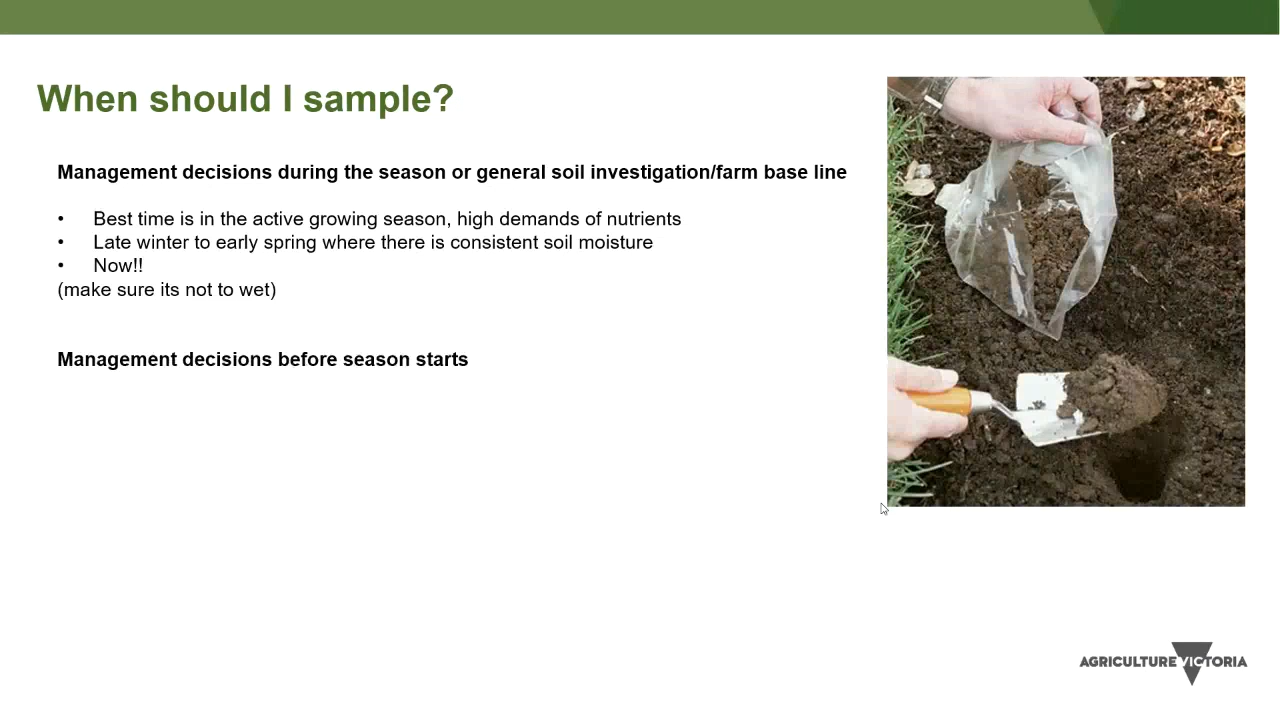 When should I sample?
Management decisions during the season or general soil investigation/farm base line
• Best time is in the active growing season, high demands of nutrients
• Late winter to early spring where there is consistent soil moisture
• Now!!
(make sure its not to wet)
Management decisions before season starts
AGRICULTURE VICTORIA